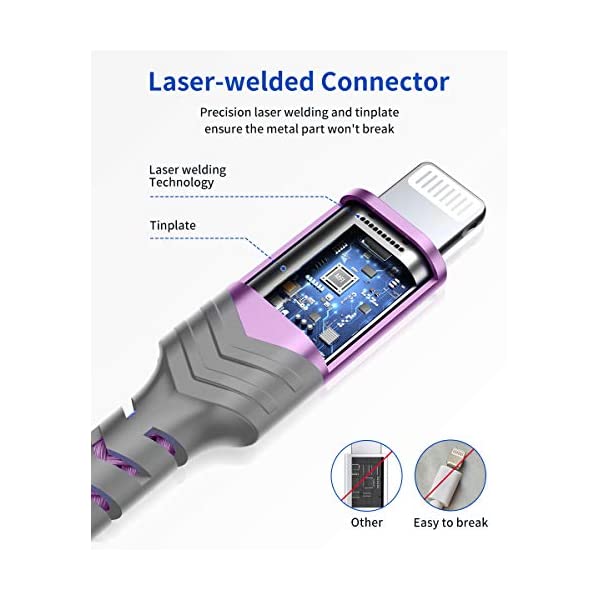 Laser-welded Connector
Precision laser welding and tinplate
ensure the metal part won't break
Laser welding
Technology
Tinplate
Other
Easy to break